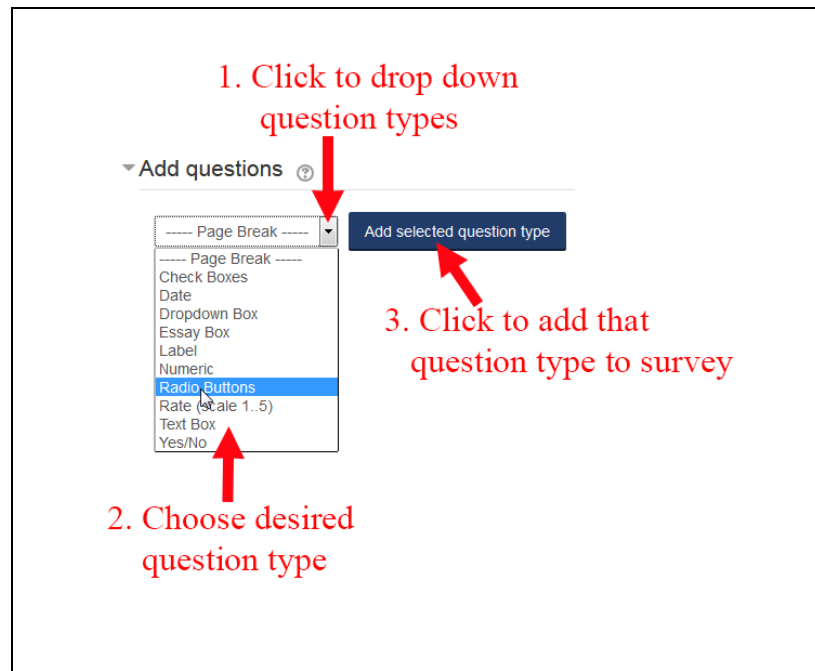 1. Click to drop down
question types
Add questions
----- Page Break -----
Add selected question type
----- Page Break -----
Check Boxes
Date
Dropdown Box
Essay Box
Label
Numeric
Radio Buttons
Rate (scale 1..5)
Text Box
Yes/No
3. Click to add that
question type to survey
2. Choose desired
question type